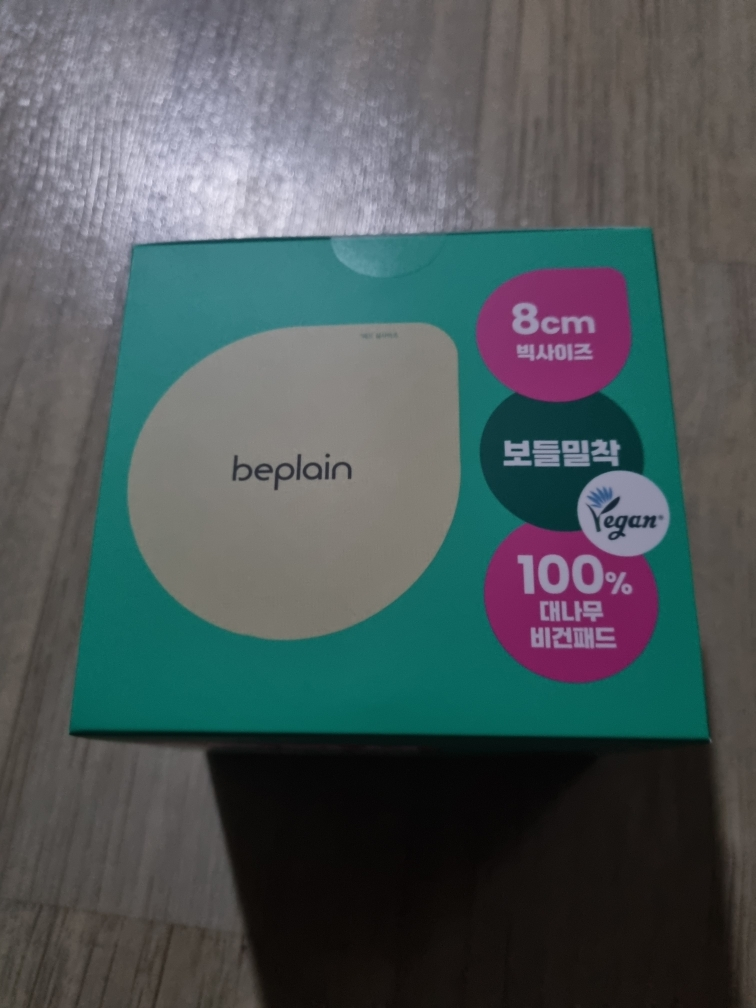 beplain
8cm
빅사이즈
보들밀착
Vegan®
100%
대나무
비건패드